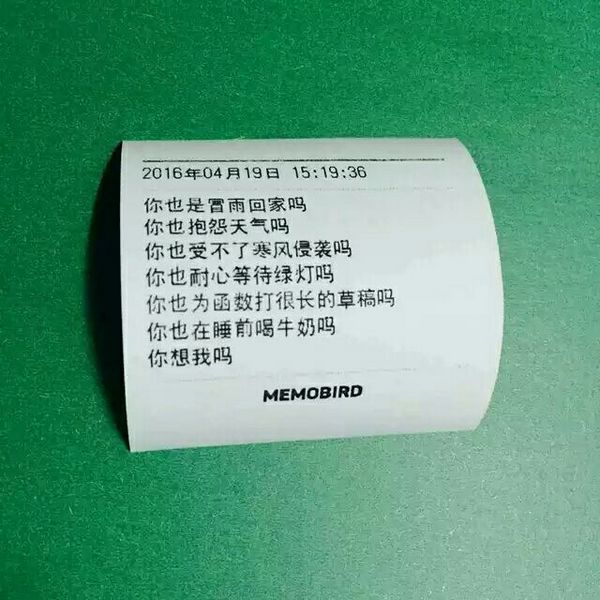 2016年04月19日 15:19:36
你也是冒雨回家吗
你也抱怨天气吗
你也受不了寒风侵袭吗
你也耐心等待绿灯吗
你也为函数打很长的草稿吗
你也在睡前喝牛奶吗
你想我吗
MEMOBIRD